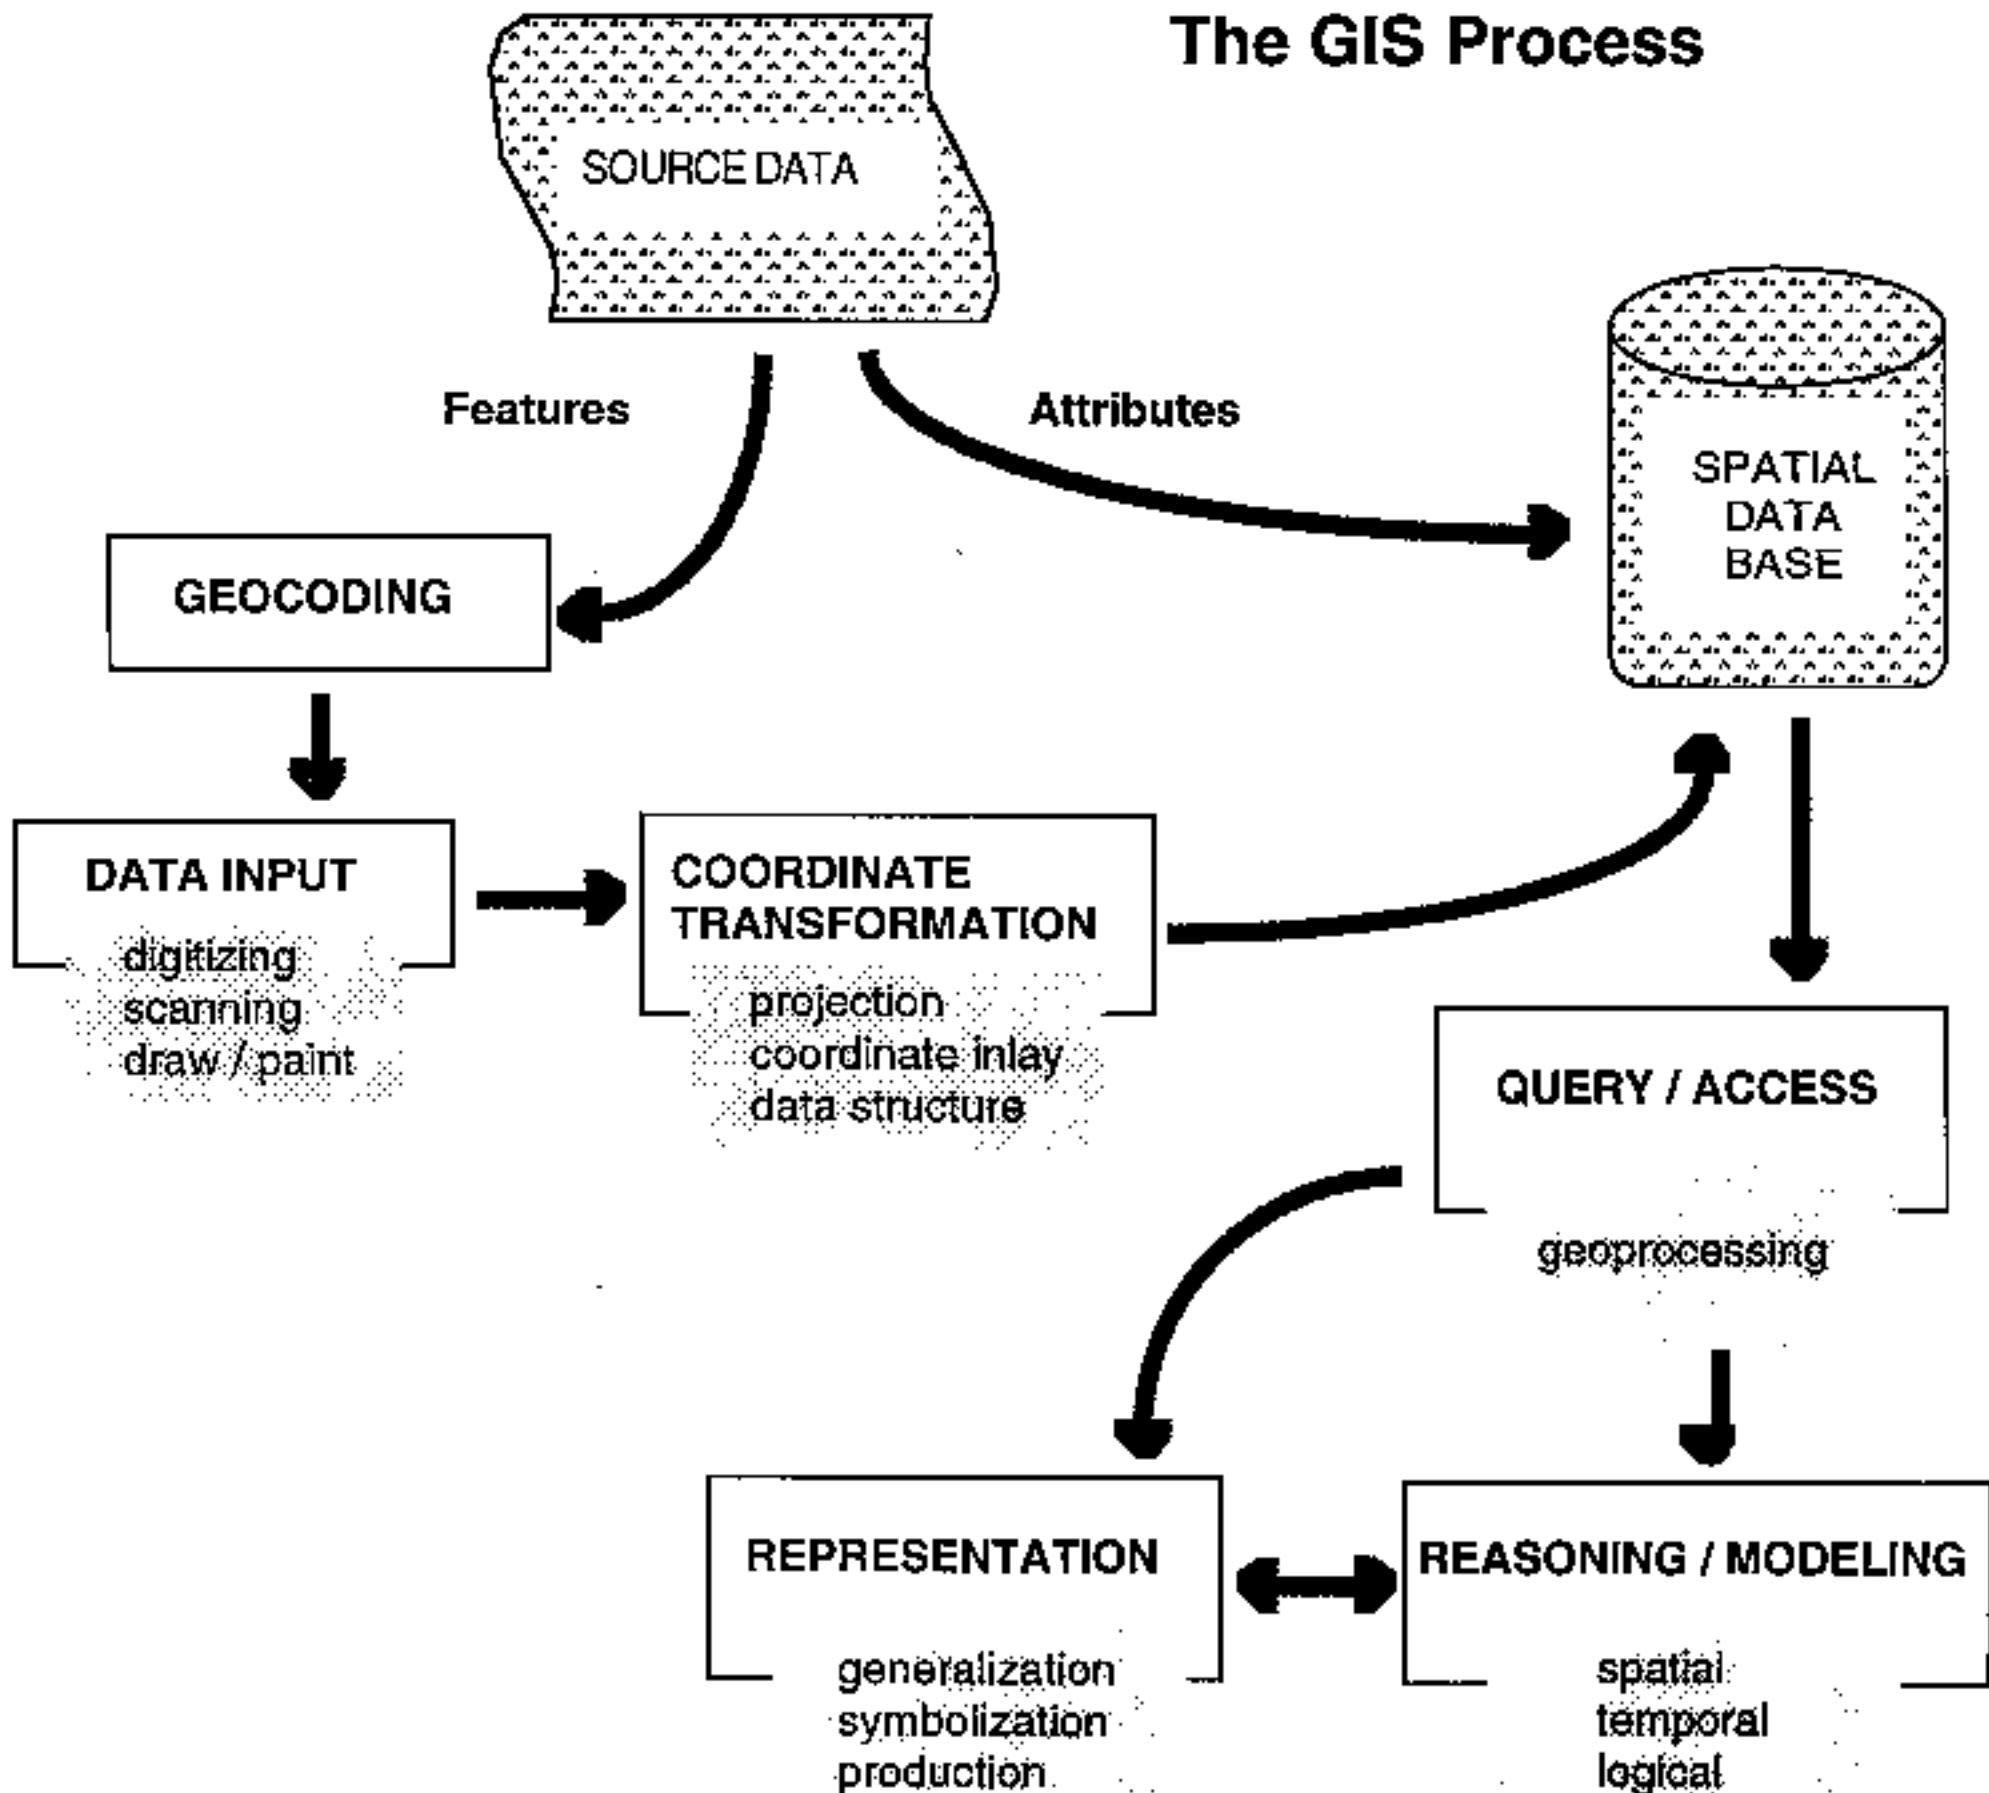 The GIS Process
SOURCE DATA
Features
Attributes
SPATIAL
DATA
BASE
GEOCODING
DATA INPUT
digitizing
scanning
draw / paint
COORDINATE
TRANSFORMATION
projection
coordinate inlay
data structure
QUERY / ACCESS
geoprocessing
REPRESENTATION
generalization
symbolization
production
REASONING / MODELING
spatial
temporal
logical